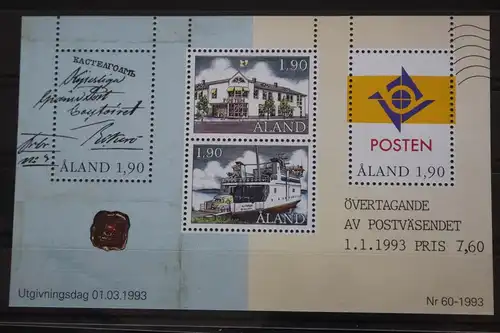 КАСТЕЛГОЛМЪ
ÅLAND 1,90
1.90
ÅLAND
1.90
ÅLAND
POSTEN
ÅLAND 1,90
ÖVERTAGANDE
AV POSTVÄSENDET
1.1.1993 PRIS 7,60
Utgivningsdag 01.03.1993
Nr 60-1993